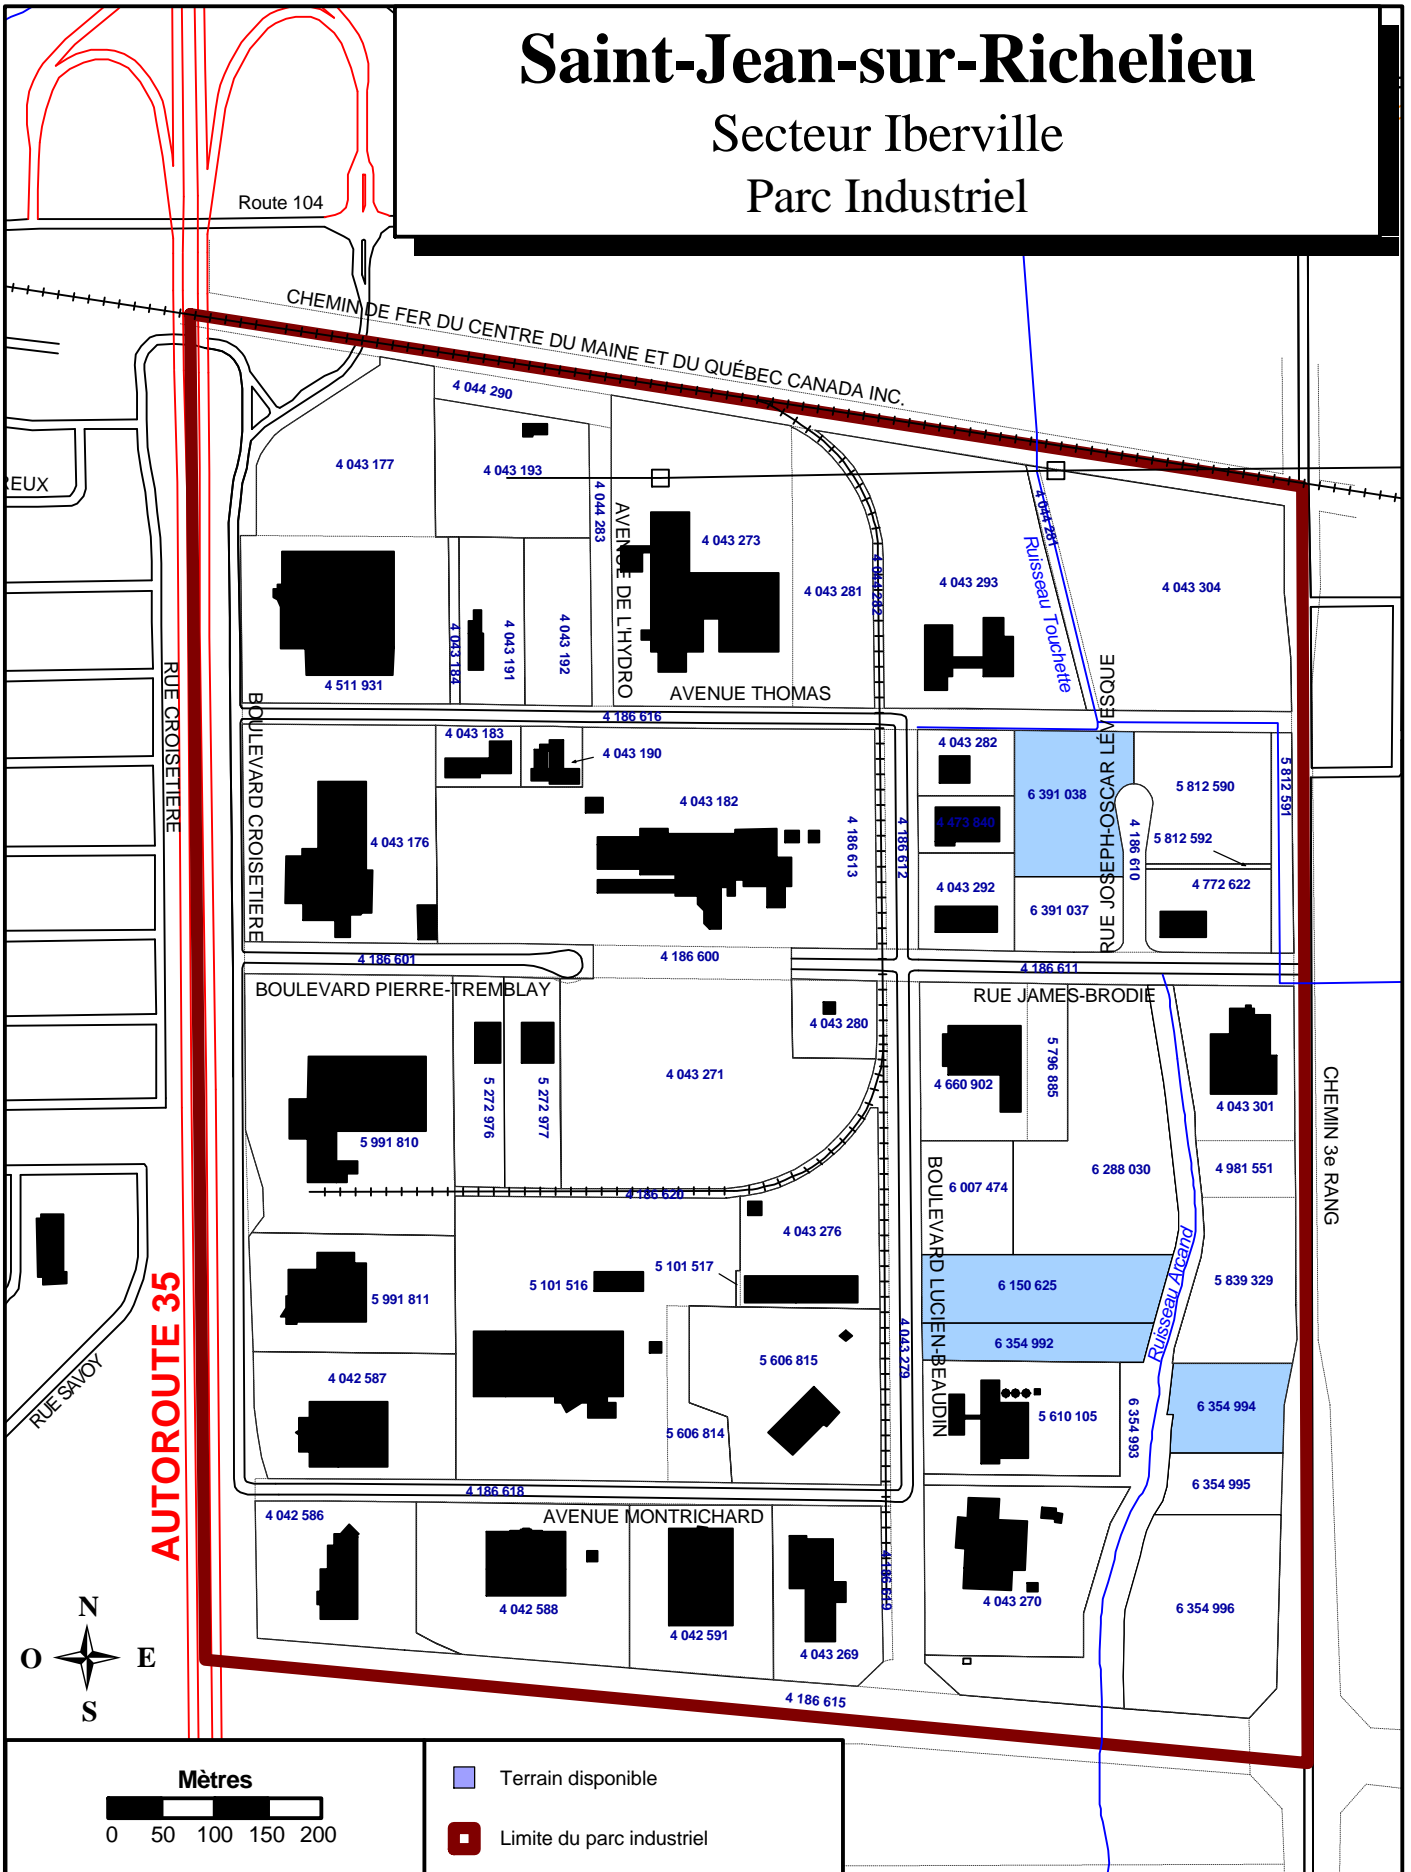 Saint-Jean-sur-Richelieu
Secteur Iberville
Parc Industriel
Route 104
CHEMIN DE FER DU CENTRE DU MAINE ET DU QUÉBEC CANADA INC.
4 044 290
4 043 177
4 043 193
REUX
4 044 283
AVENUE DE L'HYDRO
4 043 273
4 044 281
Ruisseau Touchette
4 043 281
4 044 282
4 043 293
4 043 304
4 043 184
4 043 191
4 043 192
4 511 931
AVENUE THOMAS
4 186 616
RUE CROISETIERE
BOULEVARD CROISETIERE
4 043 183
4 043 190
4 043 182
4 043 176
4 186 613
4 186 612
4 043 282
6 391 038
RUE JOSEPH-OSCAR LÉVESQUE
5 812 590
5 812 591
4 473 840
4 186 610
5 812 592
4 043 292
6 391 037
4 772 622
4 186 601
4 186 600
4 186 611
BOULEVARD PIERRE-TREMBLAY
RUE JAMES-BRODIE
4 043 280
4 043 271
5 272 976
5 272 977
4 660 902
5 796 885
4 043 301
CHEMIN 3e RANG
5 991 810
4 186 620
6 288 030
4 981 551
6 007 474
BOULEVARD LUCIEN-BEAUDIN
4 043 276
5 101 517
5 101 516
5 991 811
6 150 625
Ruisseau Arcand
5 839 329
6 354 992
4 043 279
5 606 815
4 042 587
AUTOROUTE 35
RUE SAVOY
5 606 814
5 610 105
6 354 993
6 354 994
6 354 995
4 186 618
AVENUE MONTRICHARD
4 042 586
4 042 588
4 042 591
4 043 269
4 186 619
4 043 270
6 354 996
4 186 615
N
O
E
S
Mètres
0 50 100 150 200
Terrain disponible
Limite du parc industriel